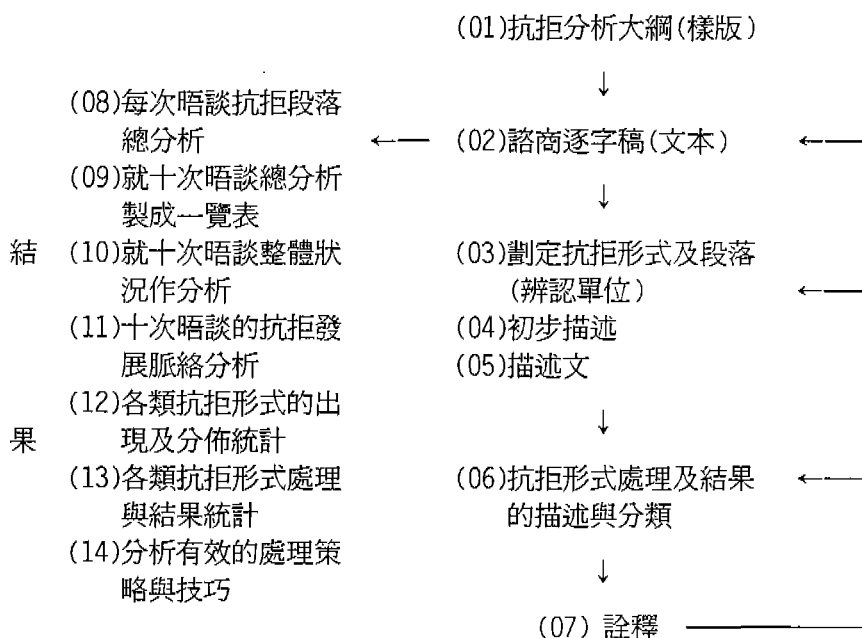 (01)抗拒分析大綱(樣版)
↓
(08)每次晤談抗拒段落
總分析
←— (02)諮商逐字稿(文本) ←—
(09)就十次晤談總分析
製成一覽表
↓
結
(10)就十次晤談整體狀
況作分析
(03)劃定抗拒形式及段落
(辨認單位) ←—
(11)十次晤談的抗拒發
展脈絡分析
(04)初步描述
(05)描述文
(12)各類抗拒形式的出
果
現及分佈統計
↓
(13)各類抗拒形式處理
與結果統計
(06)抗拒形式處理及結果 ←—
的描述與分類
(14)分析有效的處理策
略與技巧
↓
(07) 詮釋